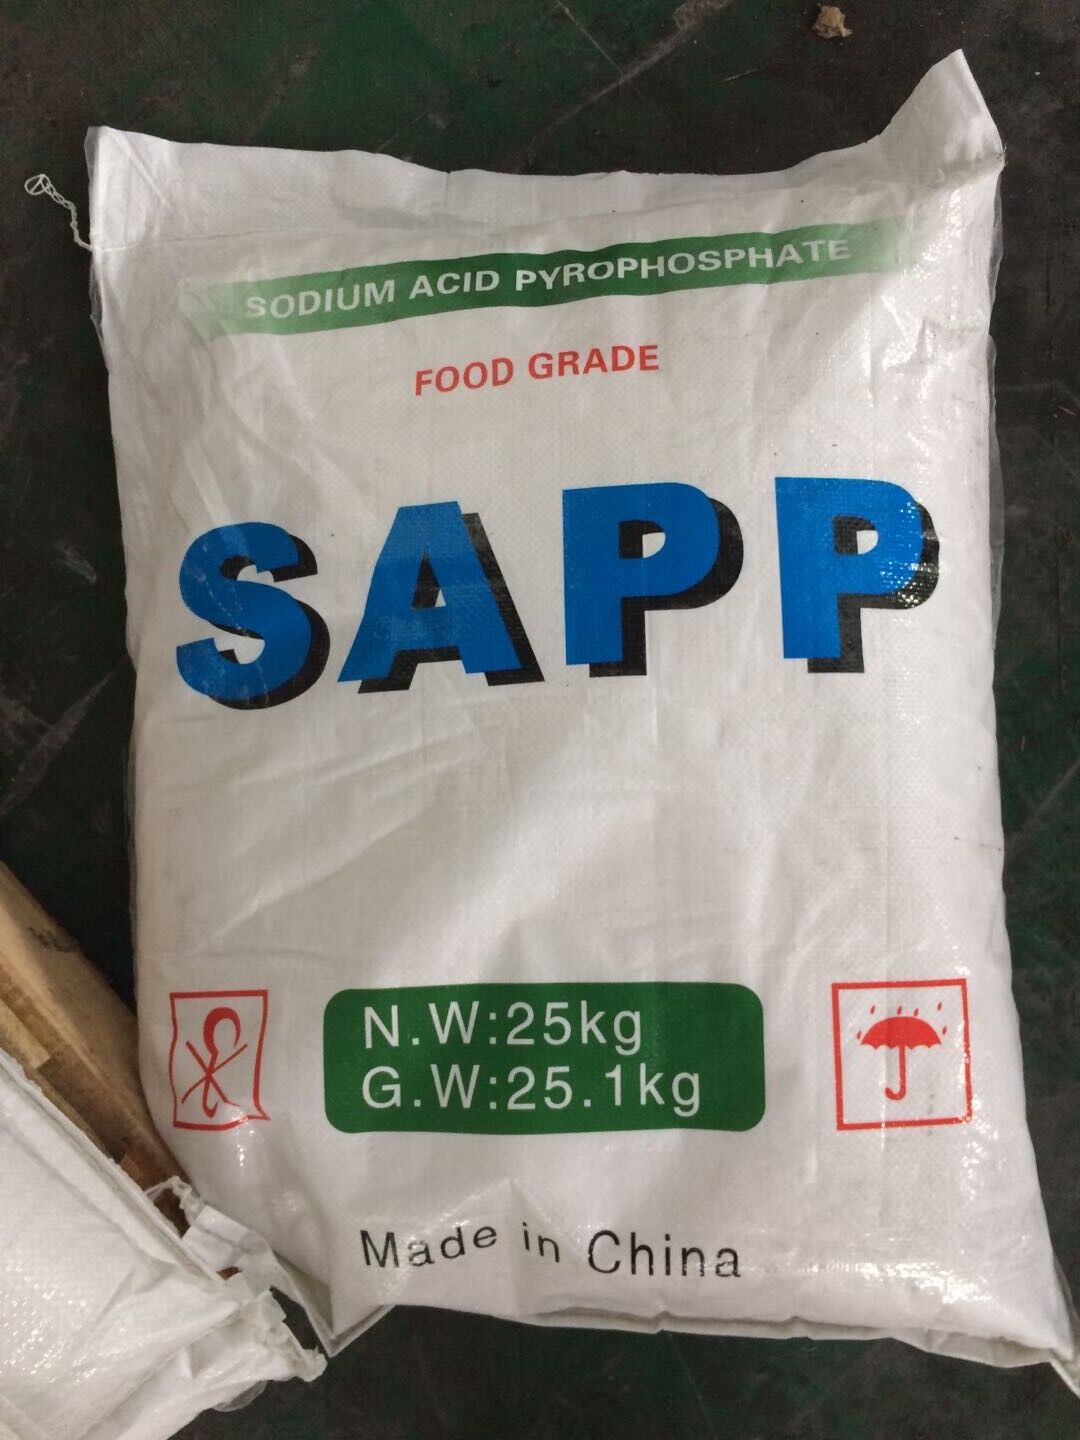 SODIUM ACID PYROPHOSPHATE
FOOD GRADE
SAPP
N.W:25kg
G.W:25.1kg
Made in China